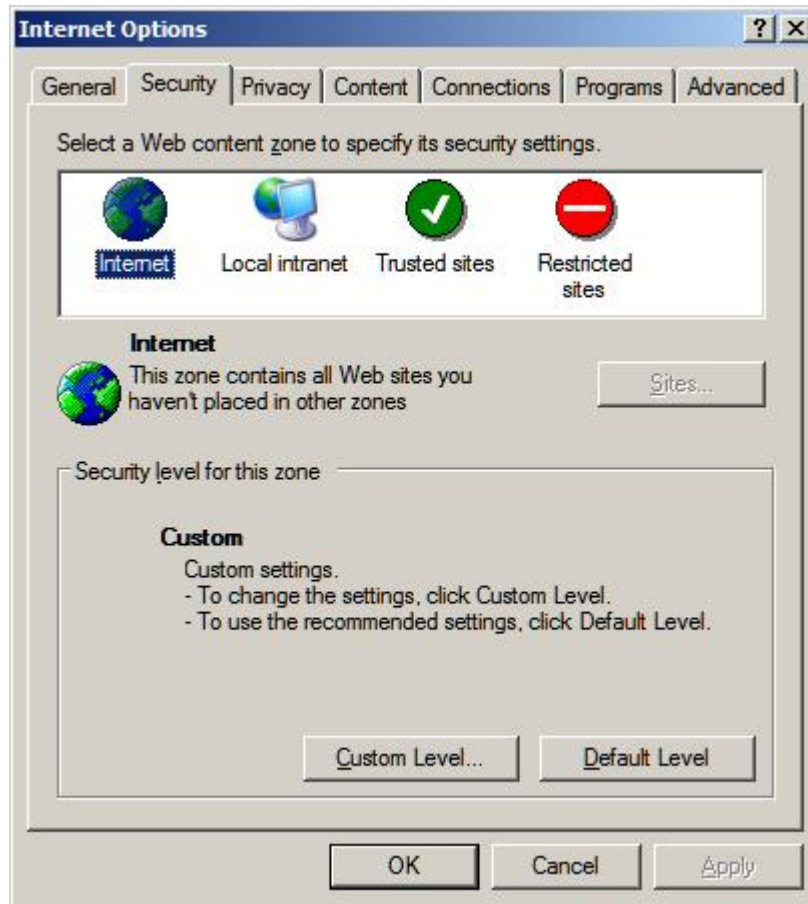 Internet Options
General Security Privacy Content Connections Programs Advanced
Select a Web content zone to specify its security settings.
Internet Local intranet Trusted sites Restricted sites
Internet
This zone contains all Web sites you
haven't placed in other zones
Sites...
Security level for this zone
Custom
Custom settings.
- To change the settings, click Custom Level.
- To use the recommended settings, click Default Level.
Custom Level... Default Level
OK Cancel Apply